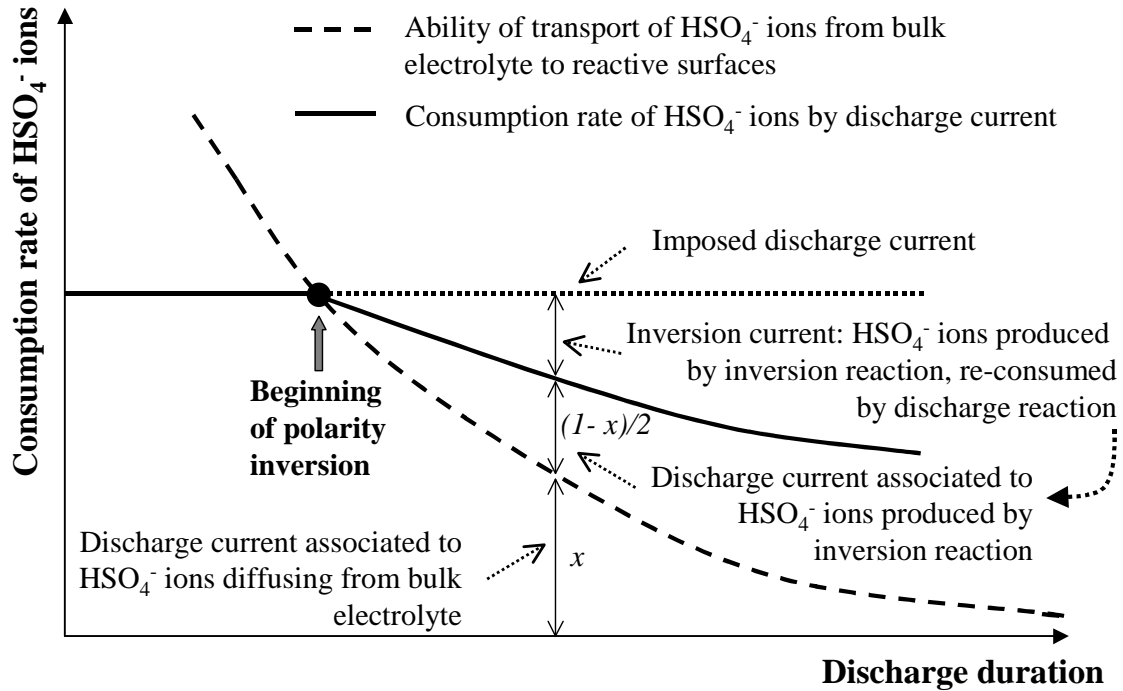 Consumption rate of HSO₄⁻ ions
Ability of transport of HSO₄⁻ ions from bulk
electrolyte to reactive surfaces
Consumption rate of HSO₄⁻ ions by discharge current
Imposed discharge current
Inversion current: HSO₄⁻ ions produced
by inversion reaction, re-consumed
by discharge reaction
Beginning
of polarity
inversion
(1- x)/2
Discharge current associated to
HSO₄⁻ ions produced by
inversion reaction
Discharge current associated to
HSO₄⁻ ions diffusing from bulk
electrolyte
x
Discharge duration